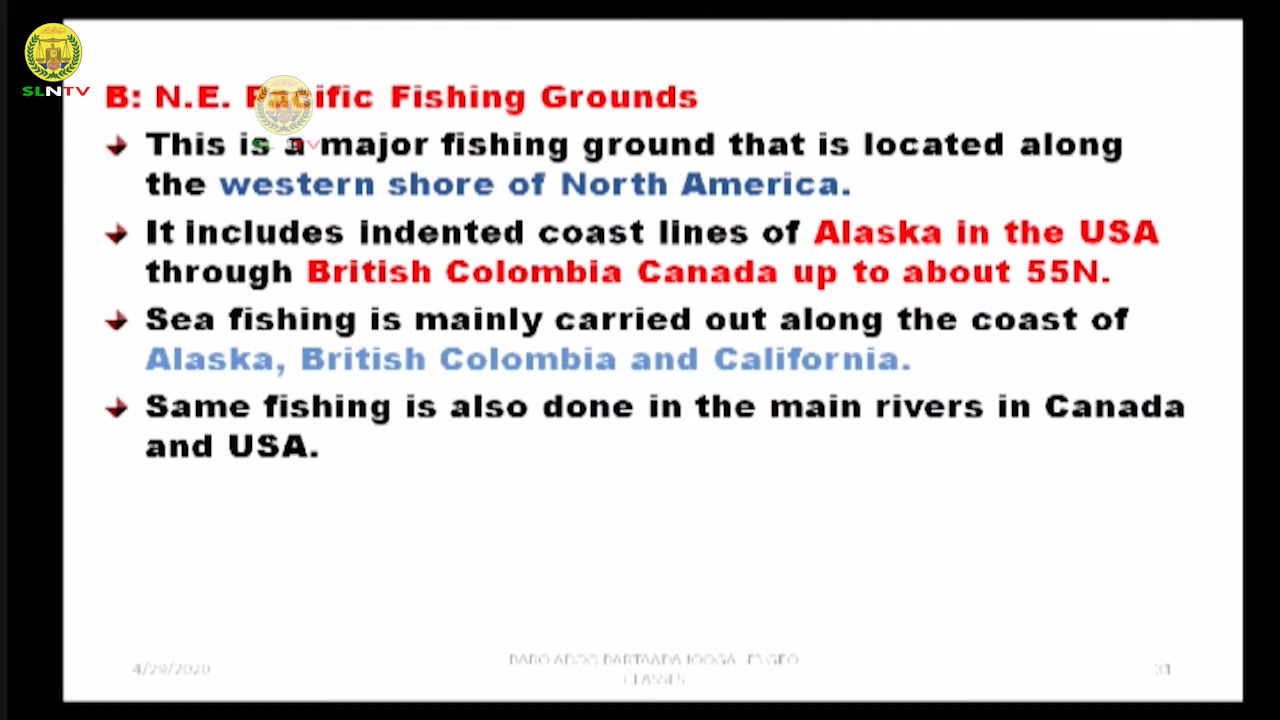 SLNTV
B: N.E. Pacific Fishing Grounds
SLNTV
This is a major fishing ground that is located along
the western shore of North America.
It includes indented coast lines of Alaska in the USA
through British Colombia Canada up to about 55N.
Sea fishing is mainly carried out along the coast of
Alaska, British Colombia and California.
Same fishing is also done in the main rivers in Canada
and USA.
4/29/2020
CLASSES
31